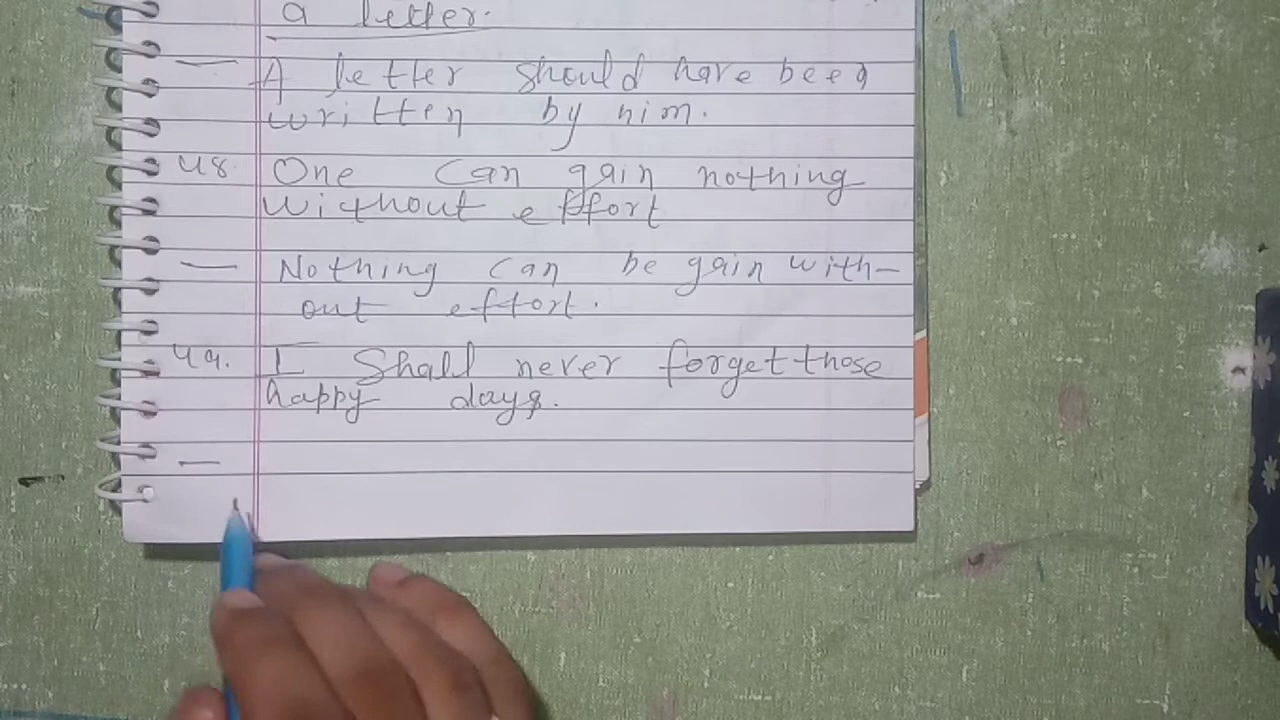 a letter.
— A letter should have been
written by him.
48. One can gain nothing
without effort
— Nothing can be gain with-
out effort.
49. I shall never forget those
happy days.
—